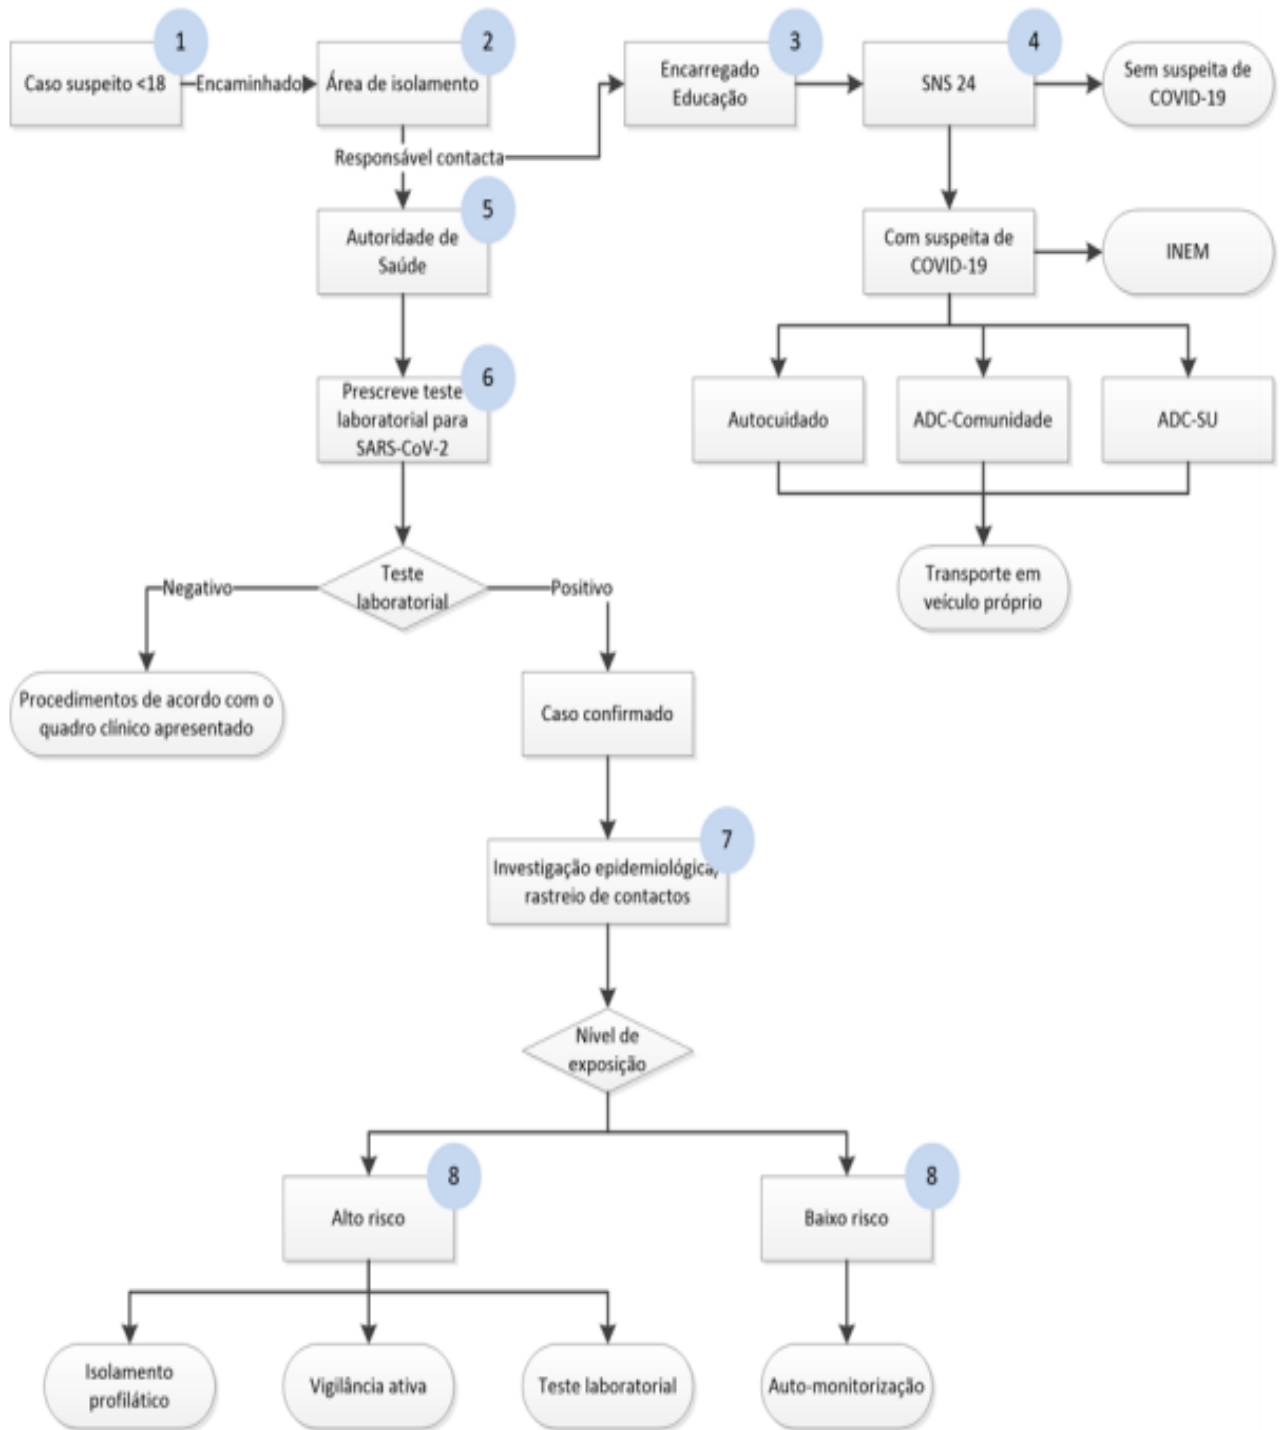 1
2
3
4
Caso suspeito <18
Encaminhado
Área de isolamento
Encarregado
Educação
SNS 24
Sem suspeita de
COVID-19
Responsável contacta
5
Autoridade de
Saúde
Com suspeita de
COVID-19
INEM
6
Prescreve teste
laboratorial para
SARS-CoV-2
Autocuidado
ADC-Comunidade
ADC-SU
Negativo
Teste
laboratorial
Positivo
Transporte em
veículo próprio
Procedimentos de acordo com o
quadro clínico apresentado
Caso confirmado
7
Investigação epidemiológica/
rastreio de contactos
Nível de
exposição
8
8
Alto risco
Baixo risco
Isolamento
profilático
Vigilância ativa
Teste laboratorial
Auto-monitorização